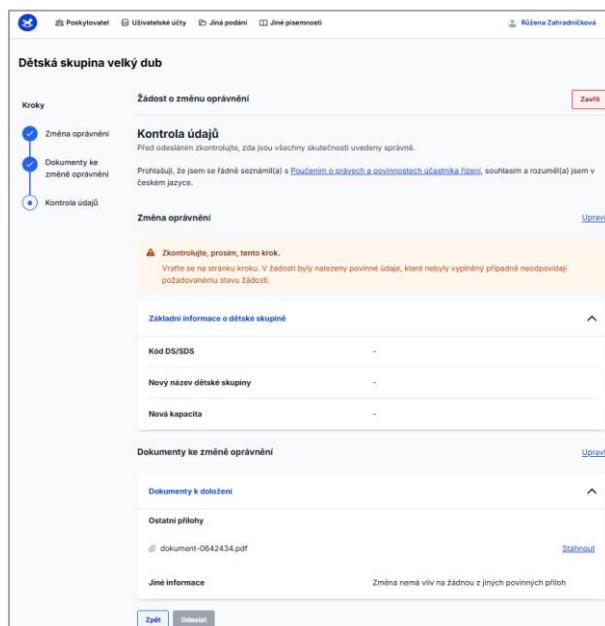 Poskytovatel Uživatelské účty Jiná podání Jiné písemnosti Růžena Zahradníčková
Dětská skupina velký dub
Kroky
Změna oprávnění
Dokumenty ke
změně oprávnění
Kontrola údajů
Žádost o změnu oprávnění Zavřít
Kontrola údajů
Před odesláním zkontrolujte, zda jsou všechny skutečnosti uvedeny správně.
Prohlašuji, že jsem se řádně seznámil(a) s Poučením o právech a povinnostech účastníka řízení, souhlasím a rozuměl(a) jsem v
českém jazyce.
Změna oprávnění Upravi
Zkontrolujte, prosím, tento krok.
Vraťte se na stránku kroku. V žádosti byly nalezeny povinné údaje, které nebyly vyplněny případně neodpovídají
požadovanému stavu žádosti.
Základní informace o dětské skupině
Kód DS/SDS -
Nový název dětské skupiny -
Nová kapacita -
Dokumenty ke změně oprávnění Upravi
Dokumenty k doložení
Ostatní přílohy
dokument-0642434.pdf Stáhnout
Jiné informace Změna nemá vliv na žádnou z jiných povinných příloh
Zpět Odeslat